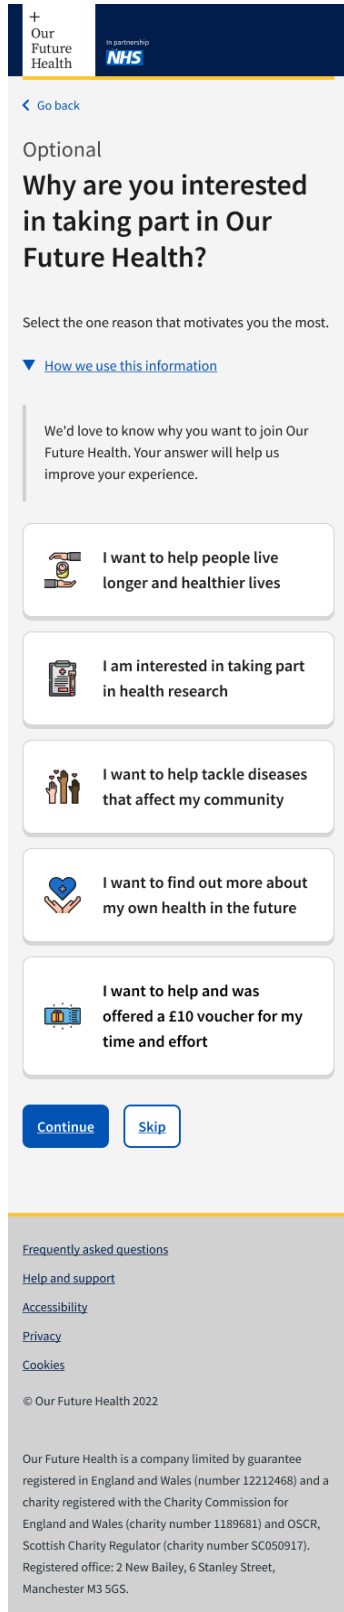 +
Our
Future
Health
In partnership
NHS
Go back
Optional
Why are you interested
in taking part in Our
Future Health?
Select the one reason that motivates you the most.
How we use this information
We'd love to know why you want to join Our
Future Health. Your answer will help us
improve your experience.
I want to help people live
longer and healthier lives
I am interested in taking part
in health research
I want to help tackle diseases
that affect my community
I want to find out more about
my own health in the future
I want to help and was
offered a £10 voucher for my
time and effort
Continue
Skip
Frequently asked questions
Help and support
Accessibility
Privacy
Cookies
© Our Future Health 2022
Our Future Health is a company limited by guarantee
registered in England and Wales (number 12212468) and a
charity registered with the Charity Commission for
England and Wales (charity number 1189681) and OSCR,
Scottish Charity Regulator (charity number SC050917).
Registered office: 2 New Bailey, 6 Stanley Street,
Manchester M3 5GS.